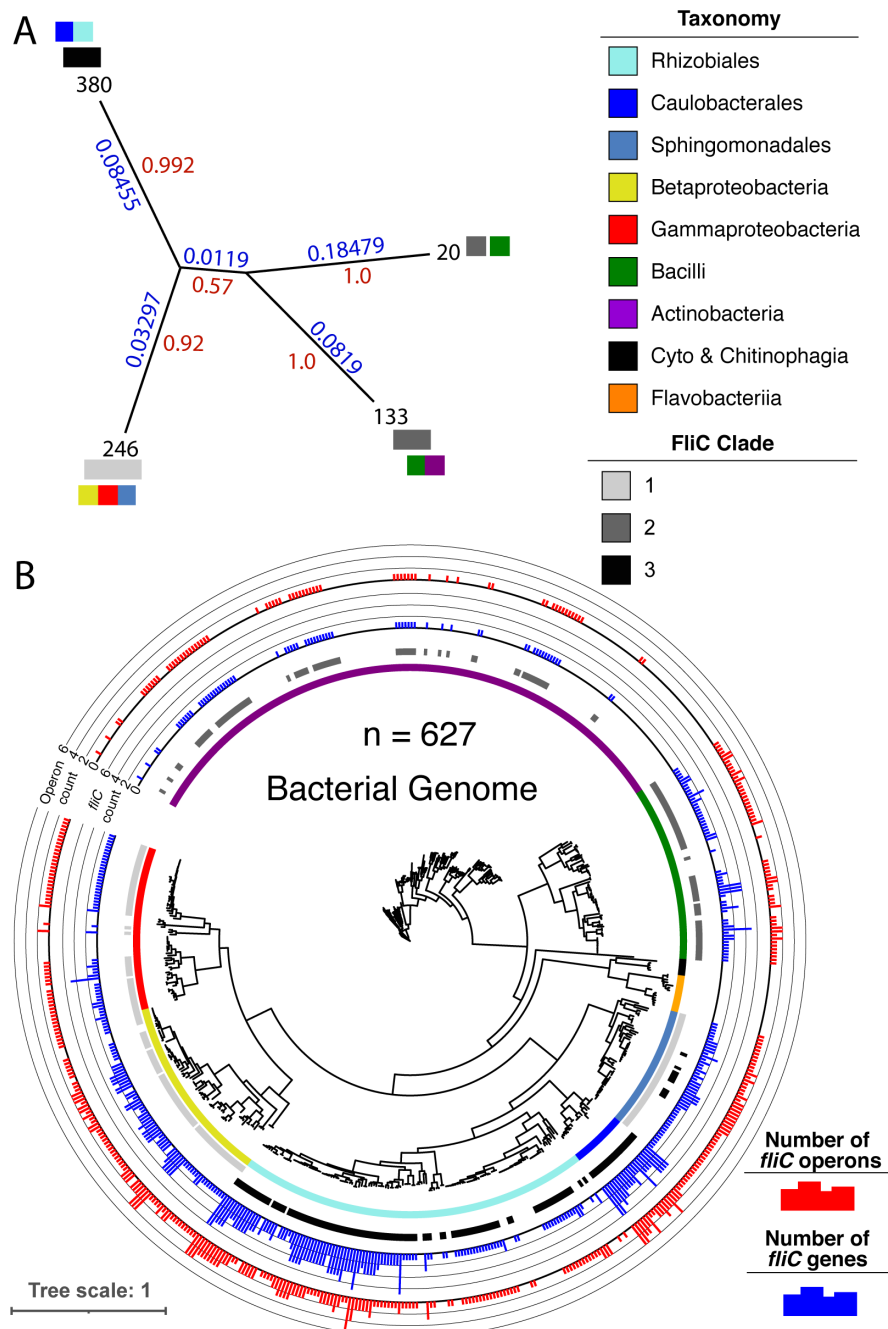 A
380
0.08455
0.992
0.0119
0.57
0.18479
1.0
20
0.03297
0.92
0.0819
1.0
133
246
Taxonomy
Rhizobiales
Caulobacterales
Sphingomonadales
Betaproteobacteria
Gammaproteobacteria
Bacilli
Actinobacteria
Cyto & Chitinophagia
Flavobacteriia
FliC Clade
1
2
3
B
n = 627
Bacterial Genome
Operon
count
6
4
2
0
fliC
count
6
4
2
0
Number of
fliC operons
Number of
fliC genes
Tree scale: 1